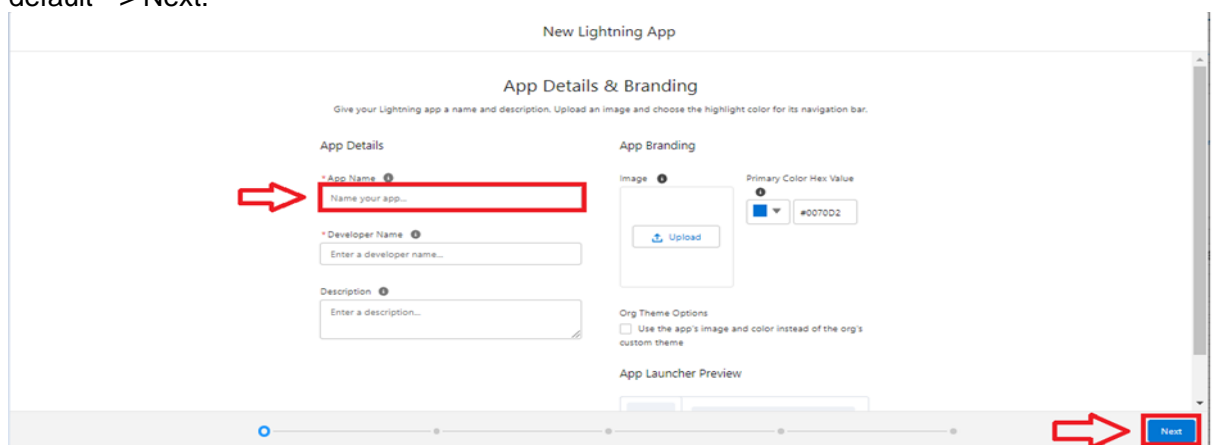 default -> Next.
New Lightning App
App Details & Branding
Give your Lightning app a name and description. Upload an image and choose the highlight color for its navigation bar.
App Details
* App Name
Name your app...
* Developer Name
Enter a developer name...
Description
Enter a description...
App Branding
Image
Upload
Primary Color Hex Value
#0070D2
Org Theme Options
Use the app's image and color instead of the org's
custom theme
App Launcher Preview
Next